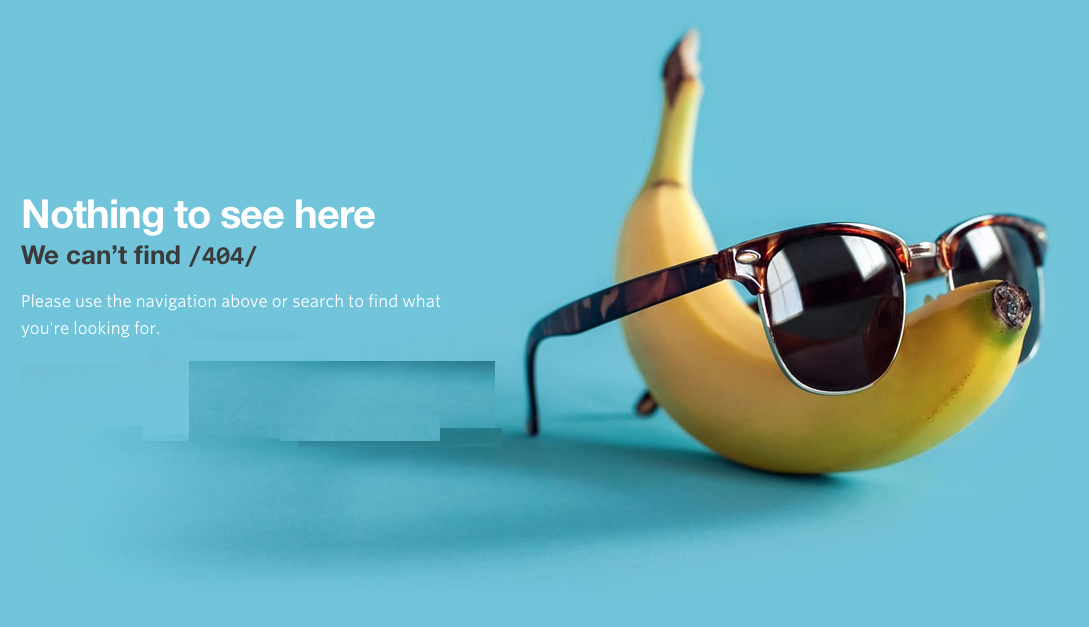 Nothing to see here
We can’t find /404/
Please use the navigation above or search to find what
you're looking for.